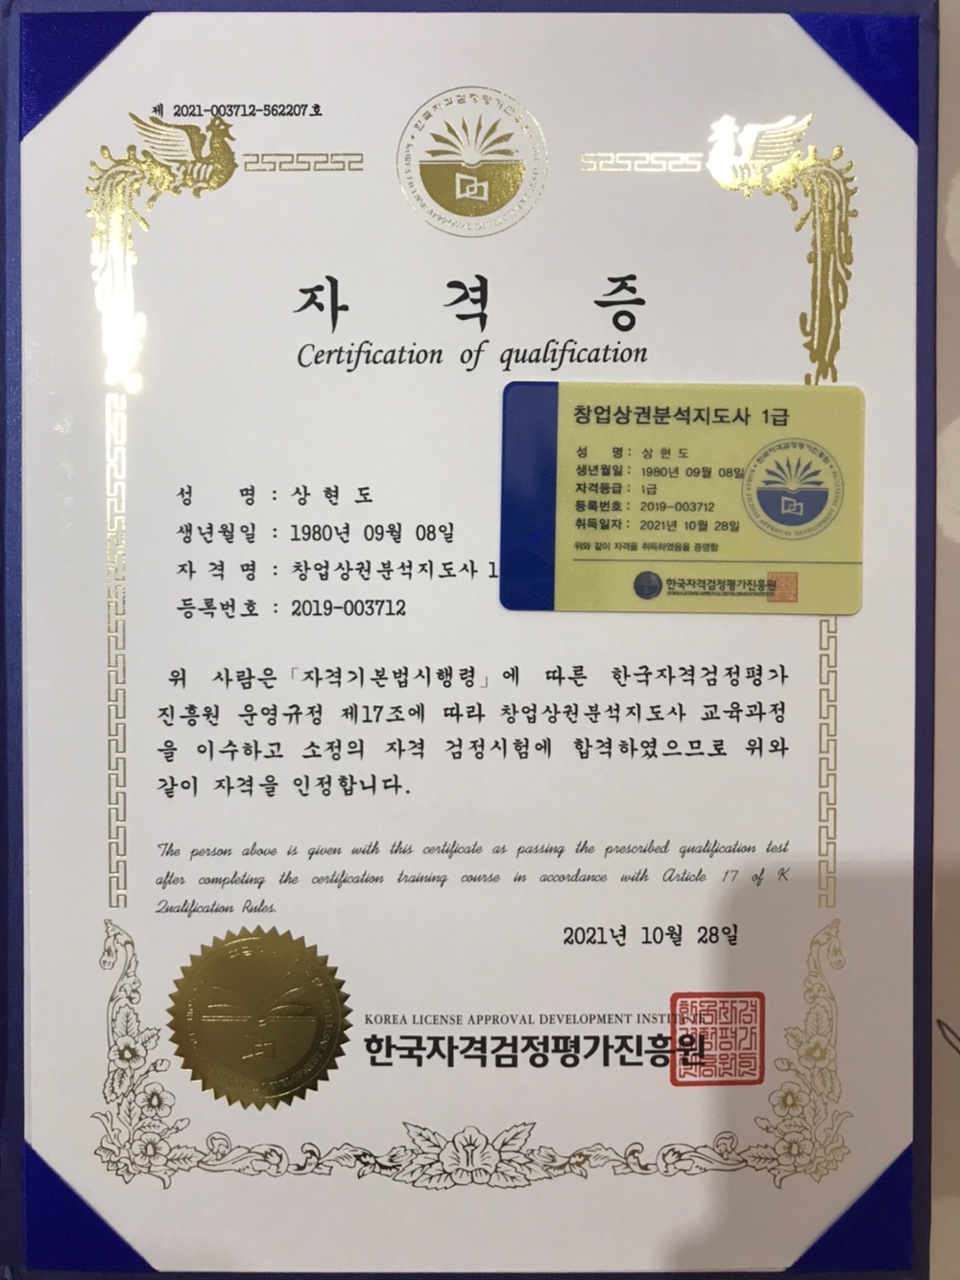 제 2021-003712-562207호
자 격 증
Certification of qualification
창업상권분석지도사 1급
성 명 : 상 현 도
생년월일 : 1980년 09월 08일
자격등급 : 1급
등록번호 : 2019-003712
취득일자 : 2021년 10월 28일
위와 같이 자격을 취득하였음을 증명함
한국자격검정평가진흥원
KOREA LICENSE APPROVAL DEVELOPMENT INSTITUTE
성 명 : 상 현 도
생년월일 : 1980년 09월 08일
자 격 명 : 창업상권분석지도사 1
등록번호 : 2019-003712
위 사람은 「자격기본법시행령」에 따른 한국자격검정평가
진흥원 운영규정 제17조에 따라 창업상권분석지도사 교육과정
을 이수하고 소정의 자격 검정시험에 합격하였으므로 위와
같이 자격을 인정합니다.
The person above is given with this certificate as passing the prescribed qualification test
after completing the certification training course in accordance with Article 17 of K
Qualification Rules.
2021년 10월 28일
KOREA LICENSE APPROVAL DEVELOPMENT INSTITUTE
한국자격검정평가진흥원